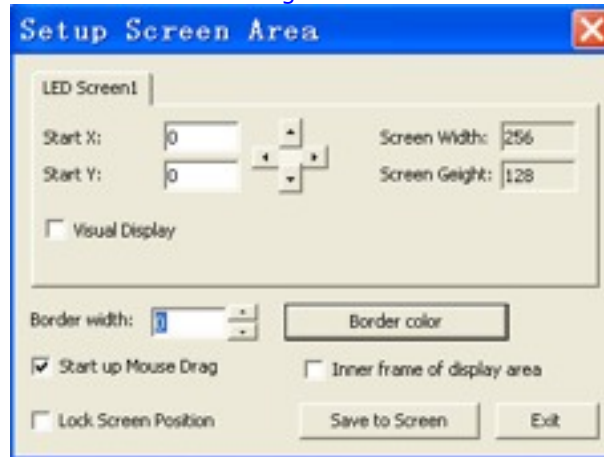 Setup Screen Area
LED Screen1
Start X: 0 Screen Width: 256
Start Y: 0 Screen Geight: 128
Visual Display
Border width: 0 Border color
Start up Mouse Drag Inner frame of display area
Lock Screen Position Save to Screen Exit